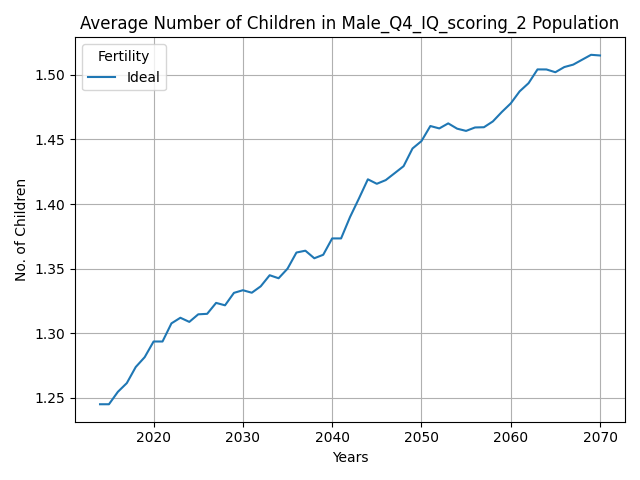 Average Number of Children in Male_Q4_IQ_scoring_2 Population
Fertility
Ideal
No. of Children
1.50
1.45
1.40
1.35
1.30
1.25
2020 2030 2040 2050 2060 2070
Years